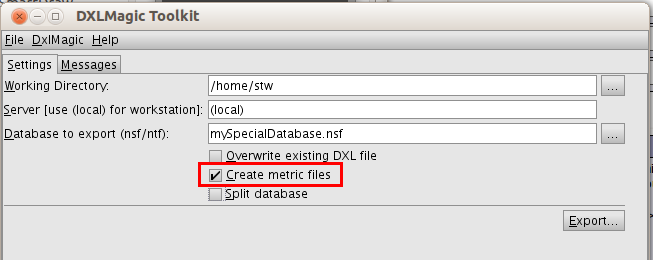 DXLMagic Toolkit
File DxlMagic Help
Settings Messages
Working Directory: /home/stw ...
Server [use (local) for workstation]: (local)
Database to export (nsf/ntf): mySpecialDatabase.nsf ...
Overwrite existing DXL file
Create metric files
Split database
Export...